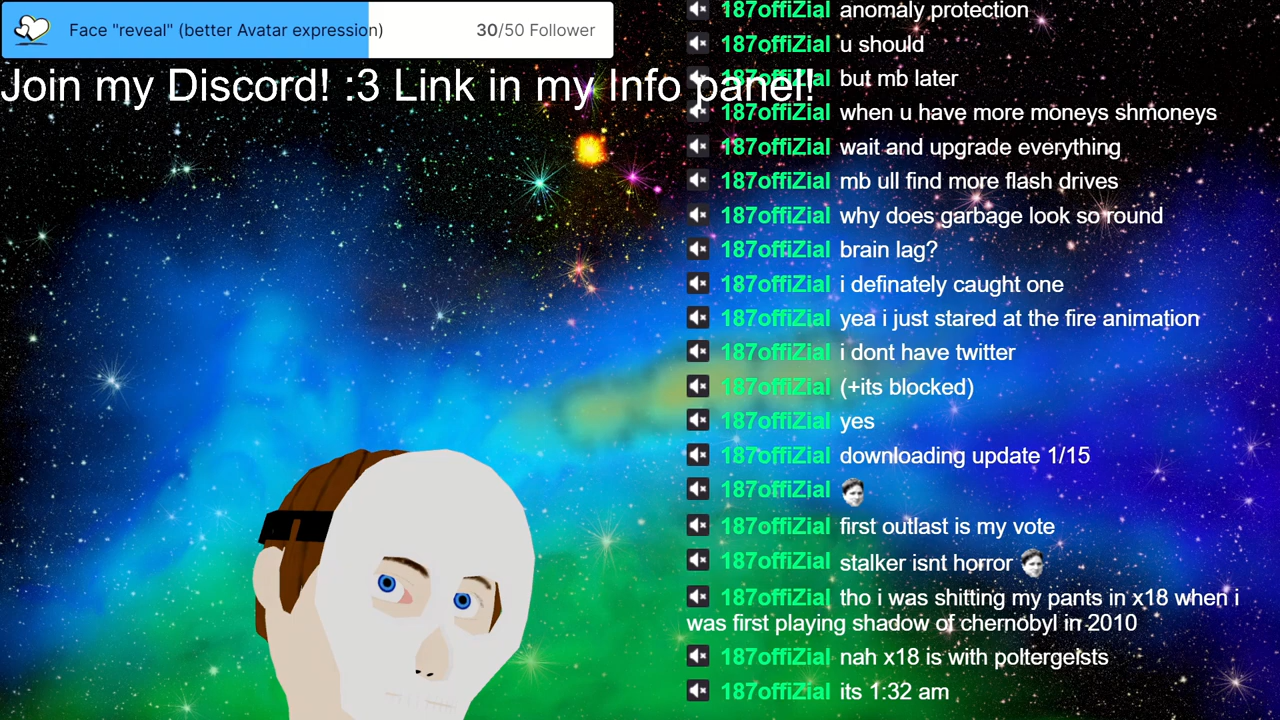 Face "reveal" (better Avatar expression) 30/50 Follower
Join my Discord! :3 Link in my Info panel!
187offiZial anomaly protection
187offiZial u should
187offiZial but mb later
187offiZial when u have more moneys shmoneys
187offiZial wait and upgrade everything
187offiZial mb ull find more flash drives
187offiZial why does garbage look so round
187offiZial brain lag?
187offiZial i definately caught one
187offiZial yea i just stared at the fire animation
187offiZial i dont have twitter
187offiZial (+its blocked)
187offiZial yes
187offiZial downloading update 1/15
187offiZial
187offiZial first outlast is my vote
187offiZial stalker isnt horror
187offiZial tho i was shitting my pants in x18 when i
was first playing shadow of chernobyl in 2010
187offiZial nah x18 is with poltergeists
187offiZial its 1:32 am